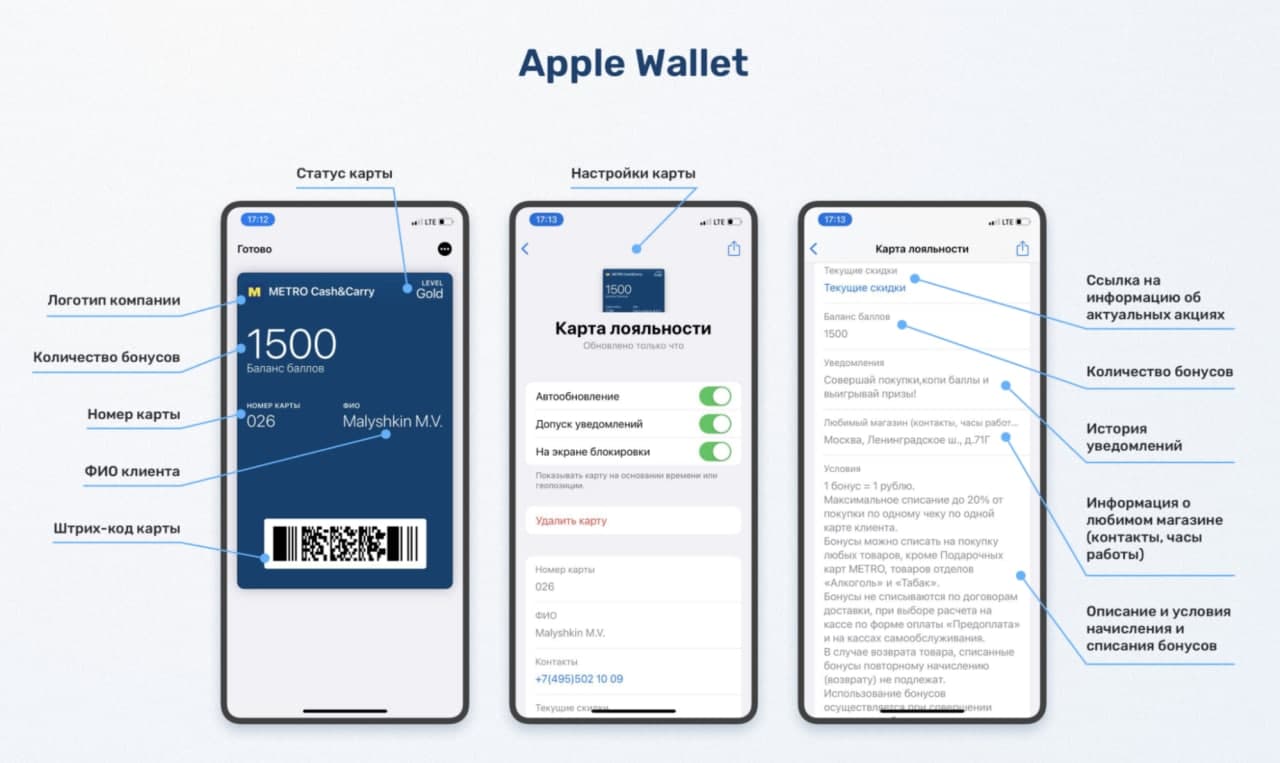 Apple Wallet
Статус карты
Логотип компании
Количество бонусов
Номер карты
ФИО клиента
Штрих-код карты
17:12
LTE
Готово
METRO Cash&Carry
LEVEL
Gold
1500
Баланс баллов
НОМЕР КАРТЫ
ФИО
026
Malyshkin M.V.
Настройки карты
17:13
LTE
METRO Cash&Carry
1500
Карта лояльности
Обновлено только что
Автообновление
Допуск уведомлений
На экране блокировки
Показывать карту на основании времени или
геопозиции.
Удалить карту
Номер карты
026
ФИО
Malyshkin M.V.
Контакты
+7(495)502 10 09
Текущие скидки
17:13
LTE
Карта лояльности
Текущие скидки
Текущие скидки
Баланс баллов
1500
Уведомления
Совершай покупки,копи баллы и
выигрывай призы!
Любимый магазин (контакты, часы работ...
Москва, Ленинградское ш., д.71Г
Условия
1 бонус = 1 рублю.
Максимальное списание до 20% от
покупки по одному чеку по одной
карте клиента.
Бонусы можно списать на покупку
любых товаров, кроме Подарочных
карт METRO, товаров отделов
«Алкоголь» и «Табак».
Бонусы не списываются по договорам
доставки, при выборе расчета на
кассе по форме оплаты «Предоплата»
и на кассах самообслуживания.
В случае возврата товара, списанные
бонусы повторному начислению
(возврату) не подлежат.
Использование бонусов
осуществляется при совершении
Ссылка на
информацию об
актуальных акциях
Количество бонусов
История
уведомлений
Информация о
любимом магазине
(контакты, часы
работы)
Описание и условия
начисления и
списания бонусов